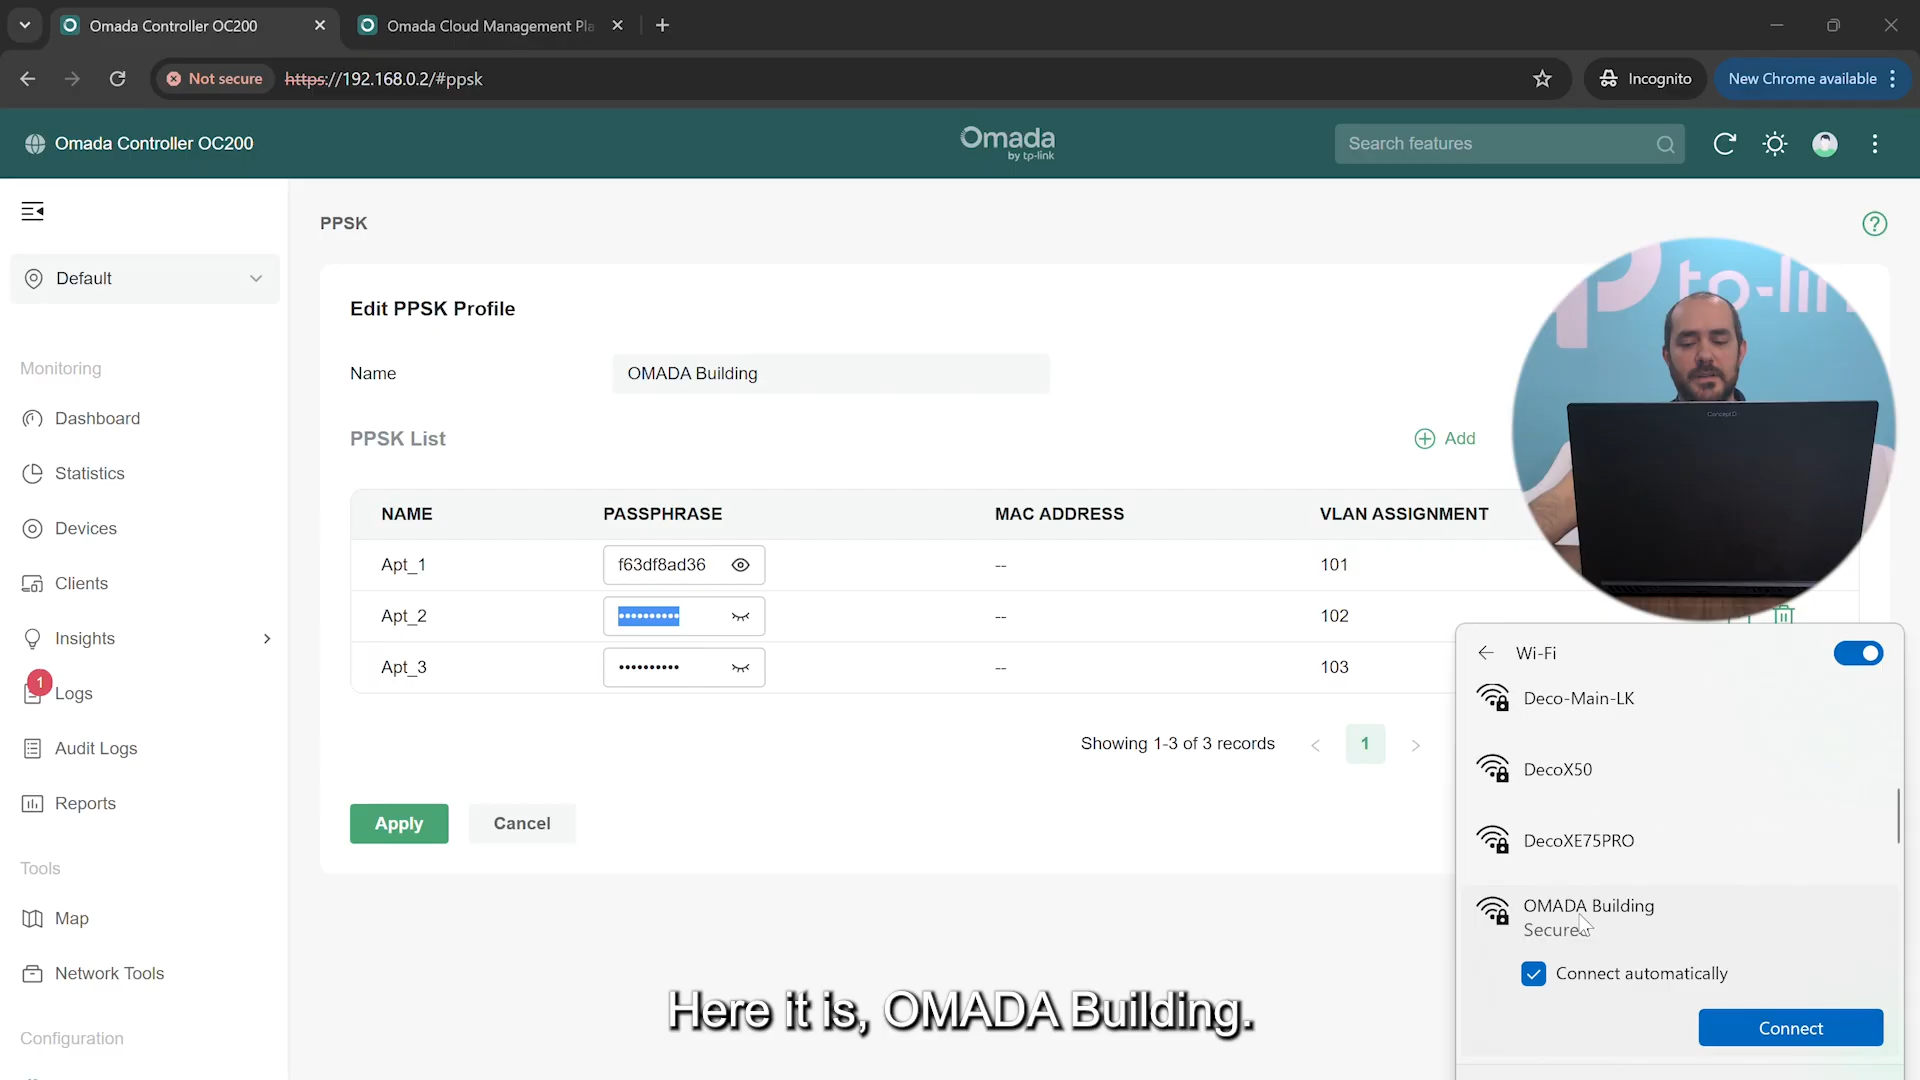 Omada Controller OC200
Omada Cloud Management Pla
Not secure
https://192.168.0.2/#ppsk
Incognito
New Chrome available
Omada Controller OC200
Omada
by tp-link
Search features
Default
Monitoring
Dashboard
Statistics
Devices
Clients
Insights
1
Logs
Audit Logs
Reports
Tools
Map
Network Tools
Configuration
PPSK
Edit PPSK Profile
Name
OMADA Building
PPSK List
Add
NAME PASSPHRASE MAC ADDRESS VLAN ASSIGNMENT
Apt_1 f63df8ad36 -- 101
Apt_2 •••••••••• -- 102
Apt_3 •••••••••• -- 103
Showing 1-3 of 3 records
< 1 >
Apply
Cancel
tp-lin
ConceptD
Wi-Fi
Deco-Main-LK
DecoX50
DecoXE75PRO
OMADA Building
Secured
Connect automatically
Connect
Here it is, OMADA Building.